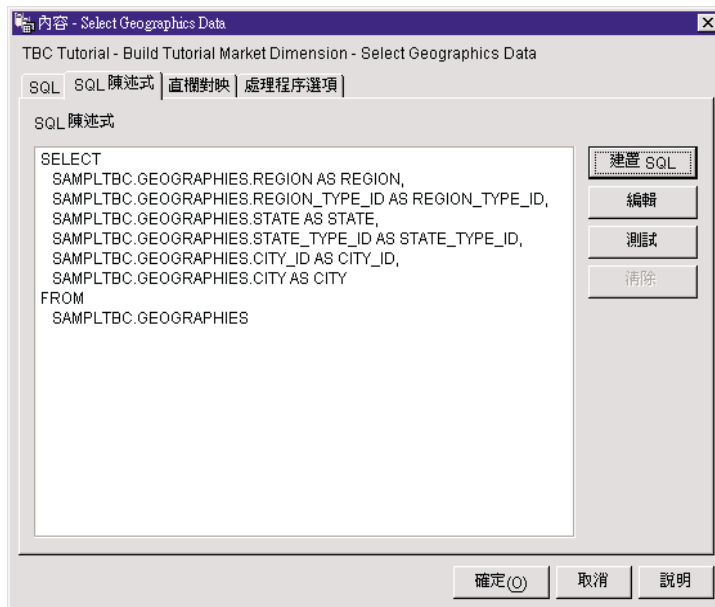 內容 - Select Geographics Data
TBC Tutorial - Build Tutorial Market Dimension - Select Geographics Data
SQL SQL 陳述式 直欄對映 處理程序選項
SQL 陳述式
SELECT
SAMPLTBC.GEOGRAPHIES.REGION AS REGION,
SAMPLTBC.GEOGRAPHIES.REGION_TYPE_ID AS REGION_TYPE_ID,
SAMPLTBC.GEOGRAPHIES.STATE AS STATE,
SAMPLTBC.GEOGRAPHIES.STATE_TYPE_ID AS STATE_TYPE_ID,
SAMPLTBC.GEOGRAPHIES.CITY_ID AS CITY_ID,
SAMPLTBC.GEOGRAPHIES.CITY AS CITY
FROM
SAMPLTBC.GEOGRAPHIES
建置 SQL
編輯
測試
清除
確定(O) 取消 說明